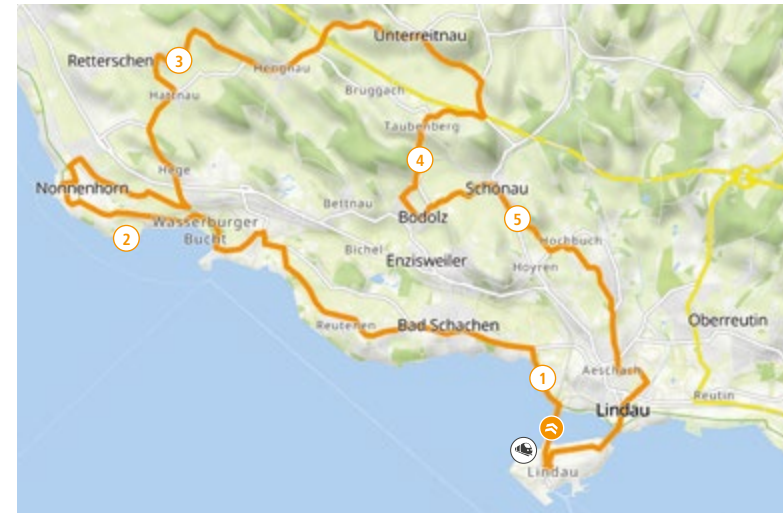 Unterreitnau
Retterschen
3
Hengnau
Bruggach
Hattnau
Taubenberg
4
Hege
Nonnenhorn
Schönau
Bettnau
Bodolz
5
Wasserburger
Bucht
2
Hochbuch
Bichel
Enzisweiler
Hoyren
Reutenen
Bad Schachen
Oberreutin
Aeschach
1
Reutin
Lindau
Lindau